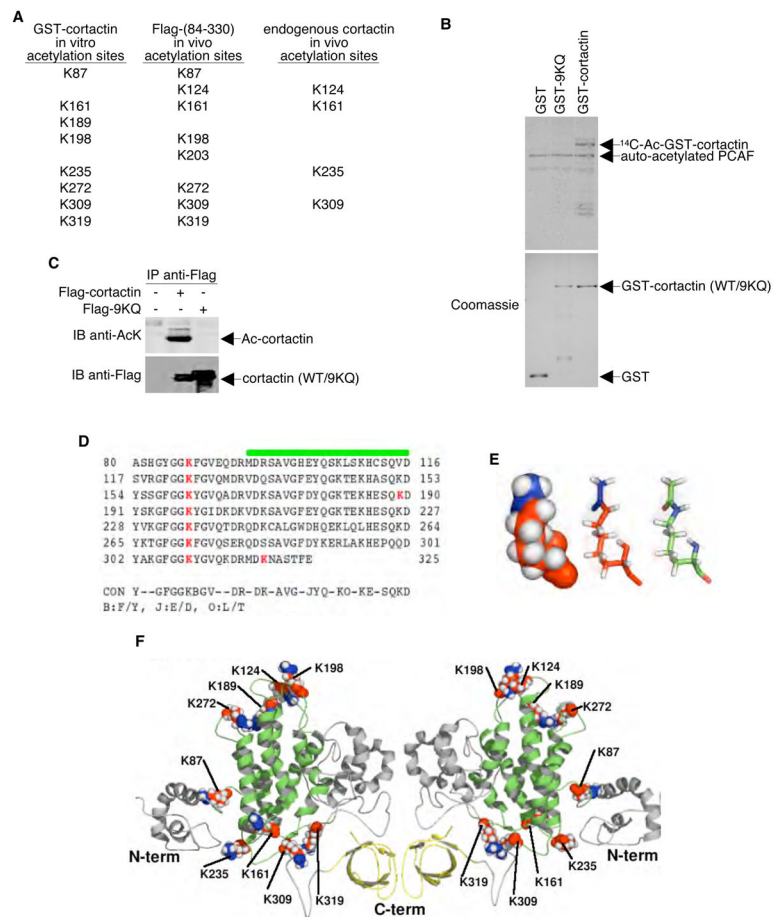 A
GST-cortactin in vitro acetylation sites
Flag-(84-330) in vivo acetylation sites
endogenous cortactin in vivo acetylation sites
K87 K87
K124 K124
K161 K161 K161
K189
K198 K198
K203
K235 K235
K272 K272
K309 K309 K309
K319 K319
B
GST
GST-9KQ
GST-cortactin
14C-Ac-GST-cortactin
auto-acetylated PCAF
Coomassie
GST-cortactin (WT/9KQ)
GST
C
IP anti-Flag
Flag-cortactin - + -
Flag-9KQ - - +
IB anti-AcK
Ac-cortactin
IB anti-Flag
cortactin (WT/9KQ)
D
80 ASHGYGGKFGVEQDRMDRSAVGHEYQSKLSKHCSQVD 116
117 SVRGFGGKFGVQMDRVDQSAVGFEYQGKTEKHASQKD 153
154 YSSGFGGKYGVQADRVDKSAVGFDYQGKTEKHESQKD 190
191 YSKGFGGKYGIDKDKVDKSAVGFEYQGKTEKHESQKD 227
228 YVKGFGGKFGVQTDRQDKCALGWDHQEKLQLHESQKD 264
265 YKTGFGGKFGVQSERQDSSAVGFDYKERLAKHEPQQD 301
302 YAKGFGGKYGVQKDRMDKNASTFE 325
CON Y--GFGGKBGVV--DR-DK-AVG-JYQ-KO-KE-SQKD
B:F/Y, J:E/D, O:L/T
E
F
K198
K124
K189
K272
K87
N-term
K235
K161
K309
K319
C-term
K198
K124
K189
K272
K87
N-term
K319
K309
K161
K235